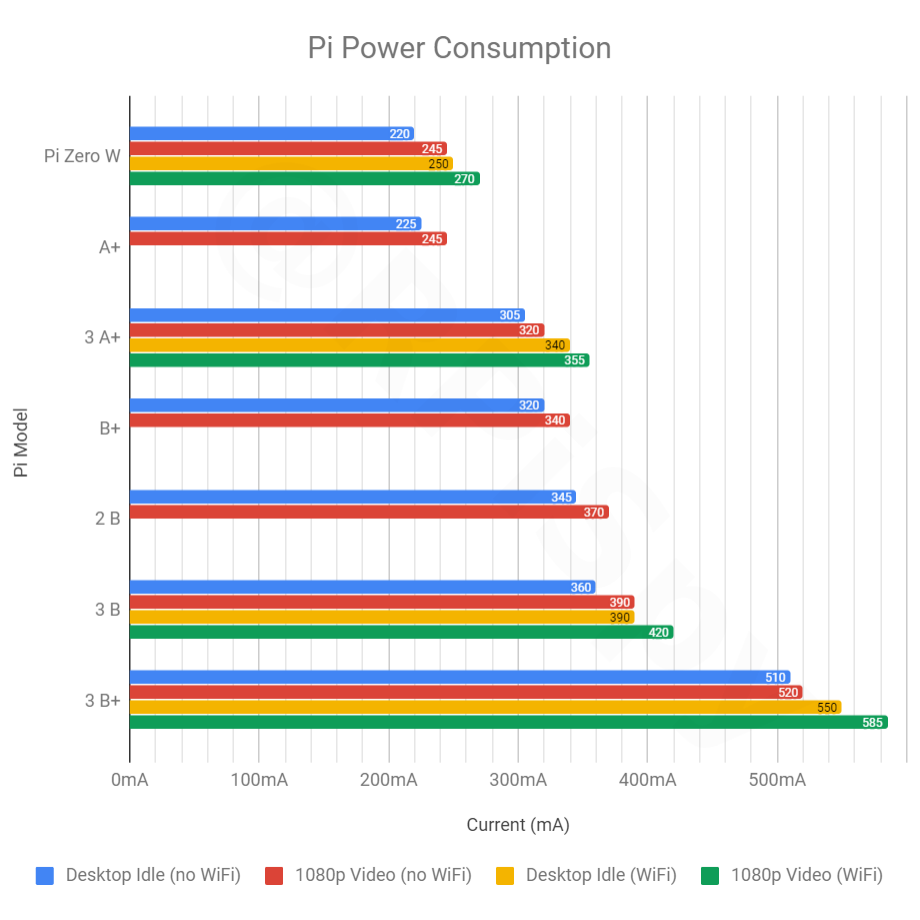 Pi Power Consumption
Pi Model
Pi Zero W
220
245
250
270
A+
225
245
3 A+
305
320
340
355
B+
320
340
2 B
345
370
3 B
360
390
390
420
3 B+
510
520
550
585
0mA 100mA 200mA 300mA 400mA 500mA
Current (mA)
Desktop Idle (no WiFi) 1080p Video (no WiFi) Desktop Idle (WiFi) 1080p Video (WiFi)